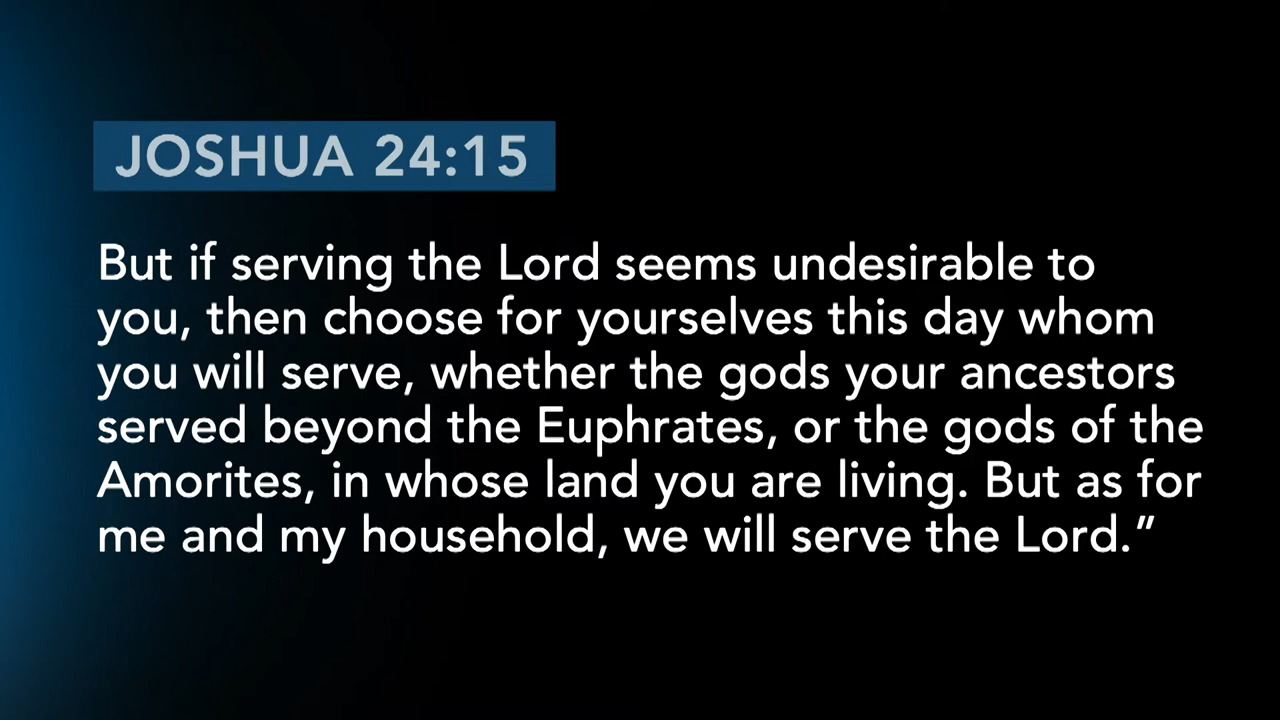 JOSHUA 24:15
But if serving the Lord seems undesirable to
you, then choose for yourselves this day whom
you will serve, whether the gods your ancestors
served beyond the Euphrates, or the gods of the
Amorites, in whose land you are living. But as for
me and my household, we will serve the Lord.”